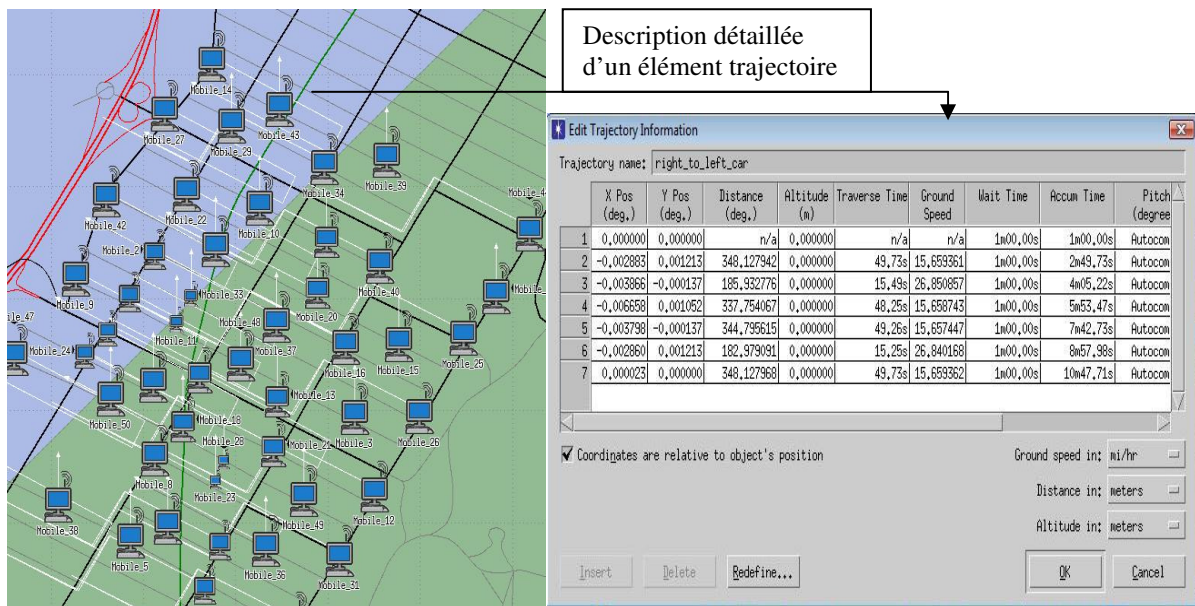 Description détaillée
d'un élément trajectoire
Mobile_14
Mobile_27
Mobile_29
Mobile_43
Mobile_34
Mobile_39
Mobile_4
Mobile_42
Mobile_22
Mobile_10
Mobile_2
Mobile_9
Mobile_33
Mobile_40
Mobile_
le_47
Mobile_48
Mobile_20
Mobile_11
Mobile_24
Mobile_37
Mobile_16
Mobile_15
Mobile_25
Mobile_13
Mobile_50
Mobile_18
Mobile_28
Mobile_21
Mobile_3
Mobile_26
Mobile_8
Mobile_23
Mobile_38
Mobile_49
Mobile_12
Mobile_5
Mobile_36
Mobile_31
Edit Trajectory Information
Trajectory name: right_to_left_car
X Pos (deg.) Y Pos (deg.) Distance (deg.) Altitude (m) Traverse Time Ground Speed Wait Time Accum Time Pitch (degree
1 0,000000 0,000000 n/a 0,000000 n/a n/a 1m00,00s 1m00,00s Autocom
2 -0,002883 0,001213 348,127942 0,000000 49,73s 15,659361 1m00,00s 2m49,73s Autocom
3 -0,003866 -0,000137 185,932776 0,000000 15,49s 26,850857 1m00,00s 4m05,22s Autocom
4 -0,006658 0,001052 337,754067 0,000000 48,25s 15,658743 1m00,00s 5m53,47s Autocom
5 -0,003798 -0,000137 344,795615 0,000000 49,26s 15,657447 1m00,00s 7m42,73s Autocom
6 -0,002860 0,001213 182,979091 0,000000 15,25s 26,840168 1m00,00s 8m57,98s Autocom
7 0,000023 0,000000 348,127968 0,000000 49,73s 15,659362 1m00,00s 10m47,71s Autocom
Coordinates are relative to object's position
Ground speed in: mi/hr
Distance in: meters
Altitude in: meters
Insert Delete Redefine... OK Cancel